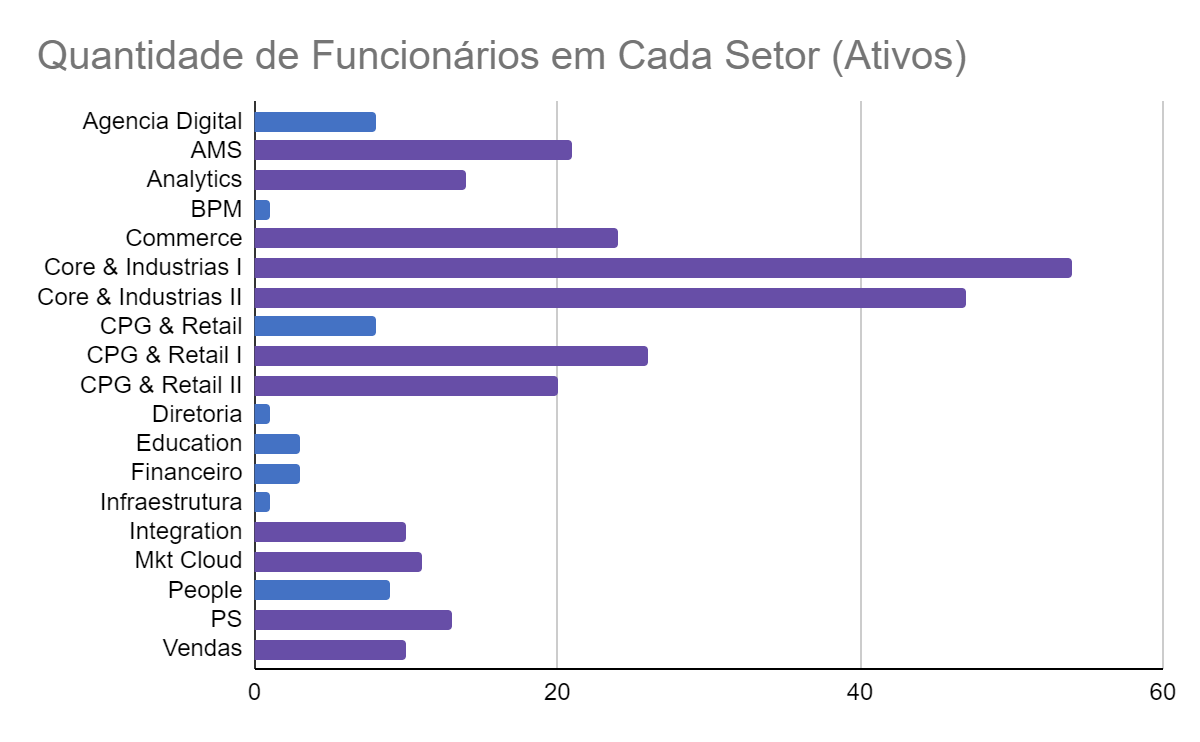 Quantidade de Funcionários em Cada Setor (Ativos)
Agencia Digital
AMS
Analytics
BPM
Commerce
Core & Industrias I
Core & Industrias II
CPG & Retail
CPG & Retail I
CPG & Retail II
Diretoria
Education
Financeiro
Infraestrutura
Integration
Mkt Cloud
People
PS
Vendas
0 20 40 60